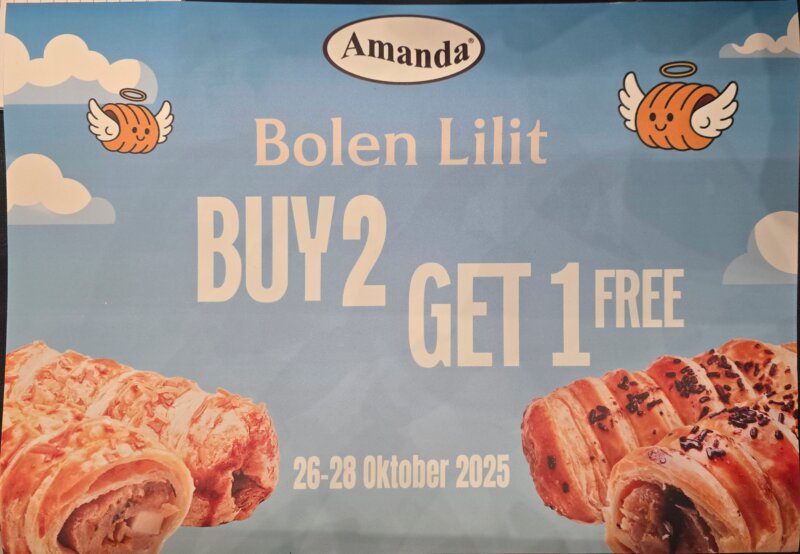 Amanda®
Bolen Lilit
BUY 2
GET 1 FREE
26-28 Oktober 2025